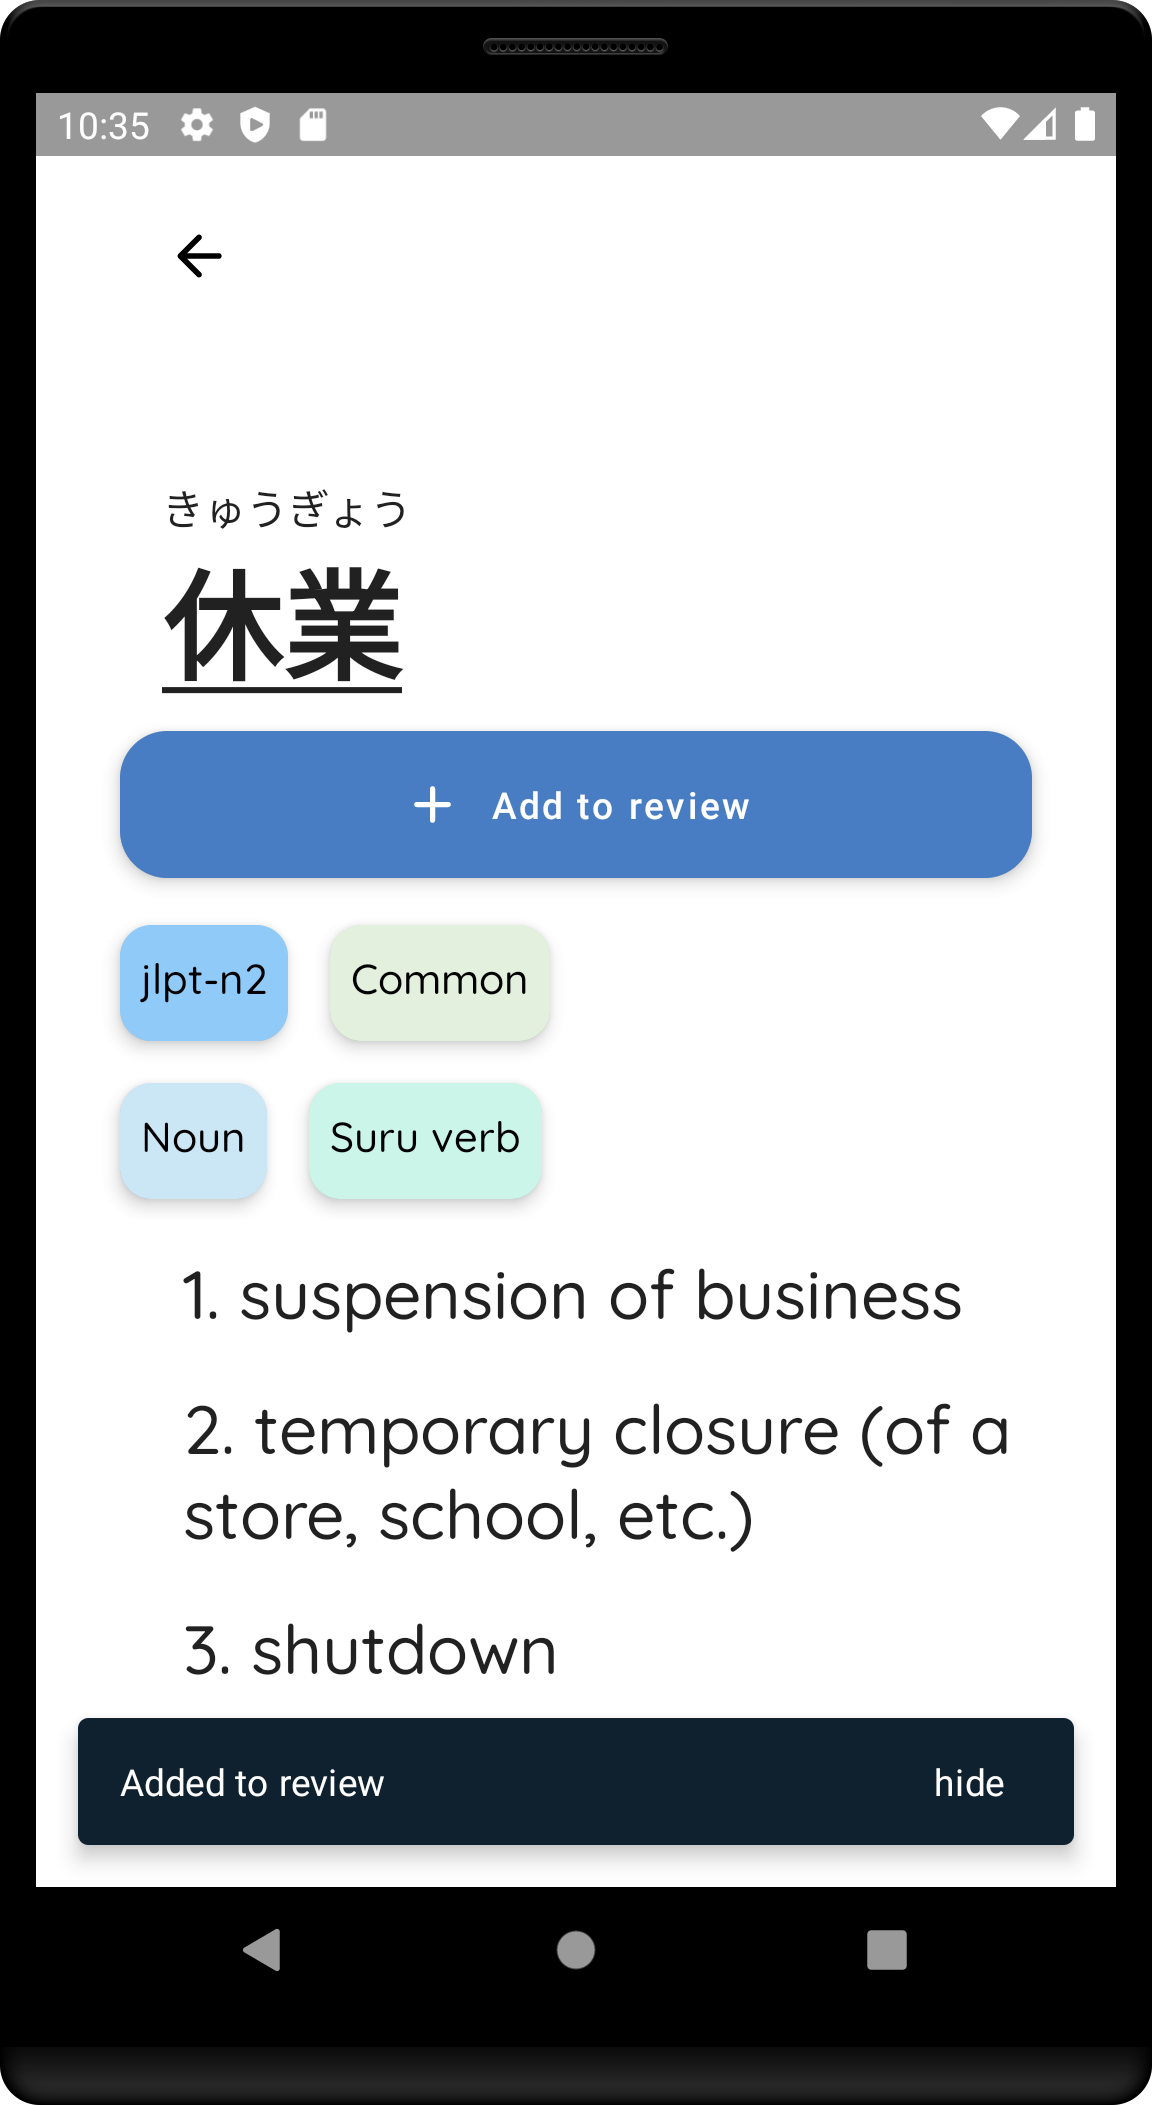 10:35
きゅうぎょう
休業
Add to review
jlpt-n2 Common
Noun Suru verb
1. suspension of business
2. temporary closure (of a
store, school, etc.)
3. shutdown
Added to review hide